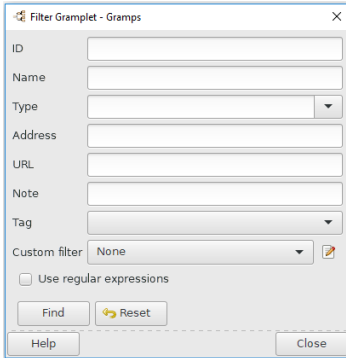 Filter Gramplet - Gramps
ID
Name
Type
Address
URL
Note
Tag
Custom filter None
Use regular expressions
Find Reset
Help Close